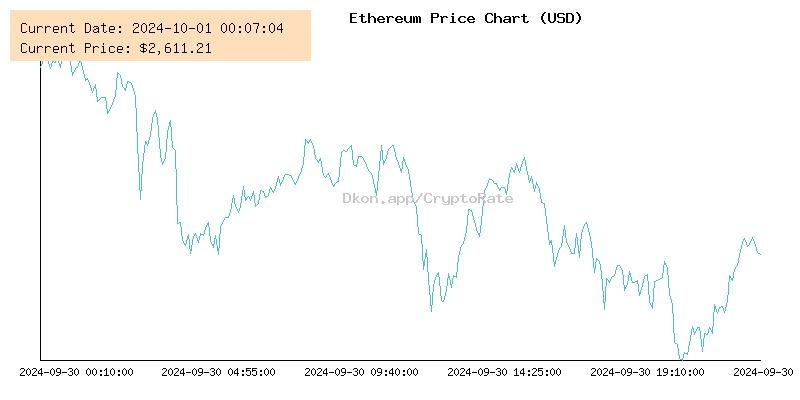 Ethereum Price Chart (USD)
Current Date: 2024-10-01 00:07:04
Current Price: $2,611.21
Dkon.app/CryptoRate
2024-09-30 00:10:00 2024-09-30 04:55:00 2024-09-30 09:40:00 2024-09-30 14:25:00 2024-09-30 19:10:00 2024-09-30